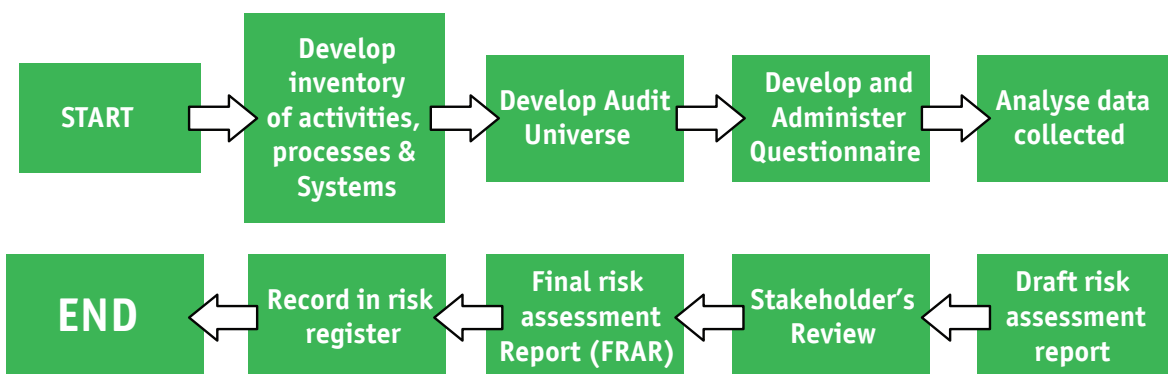 START
Develop
inventory
of activities,
processes &
Systems
Develop Audit
Universe
Develop and
Administer
Questionnaire
Analyse data
collected
END
Record in risk
register
Final risk
assessment
Report (FRAR)
Stakeholder’s
Review
Draft risk
assessment
report